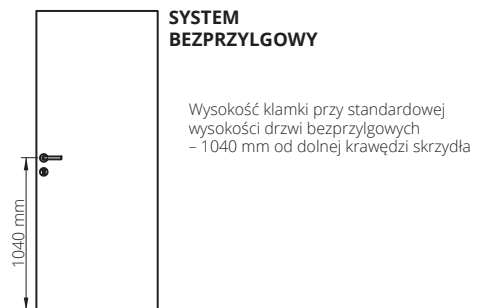 SYSTEM
BEZPRZYLGOWY
Wysokość klamki przy standardowej
wysokości drzwi bezprzylgowych
– 1040 mm od dolnej krawędzi skrzydła
1040 mm